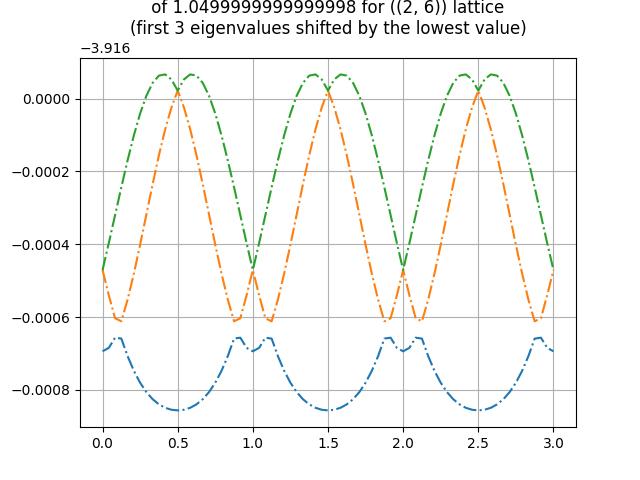 of 1.0499999999999998 for ((2, 6)) lattice
(first 3 eigenvalues shifted by the lowest value)
−3.916
0.0000
−0.0002
−0.0004
−0.0006
−0.0008
0.0 0.5 1.0 1.5 2.0 2.5 3.0